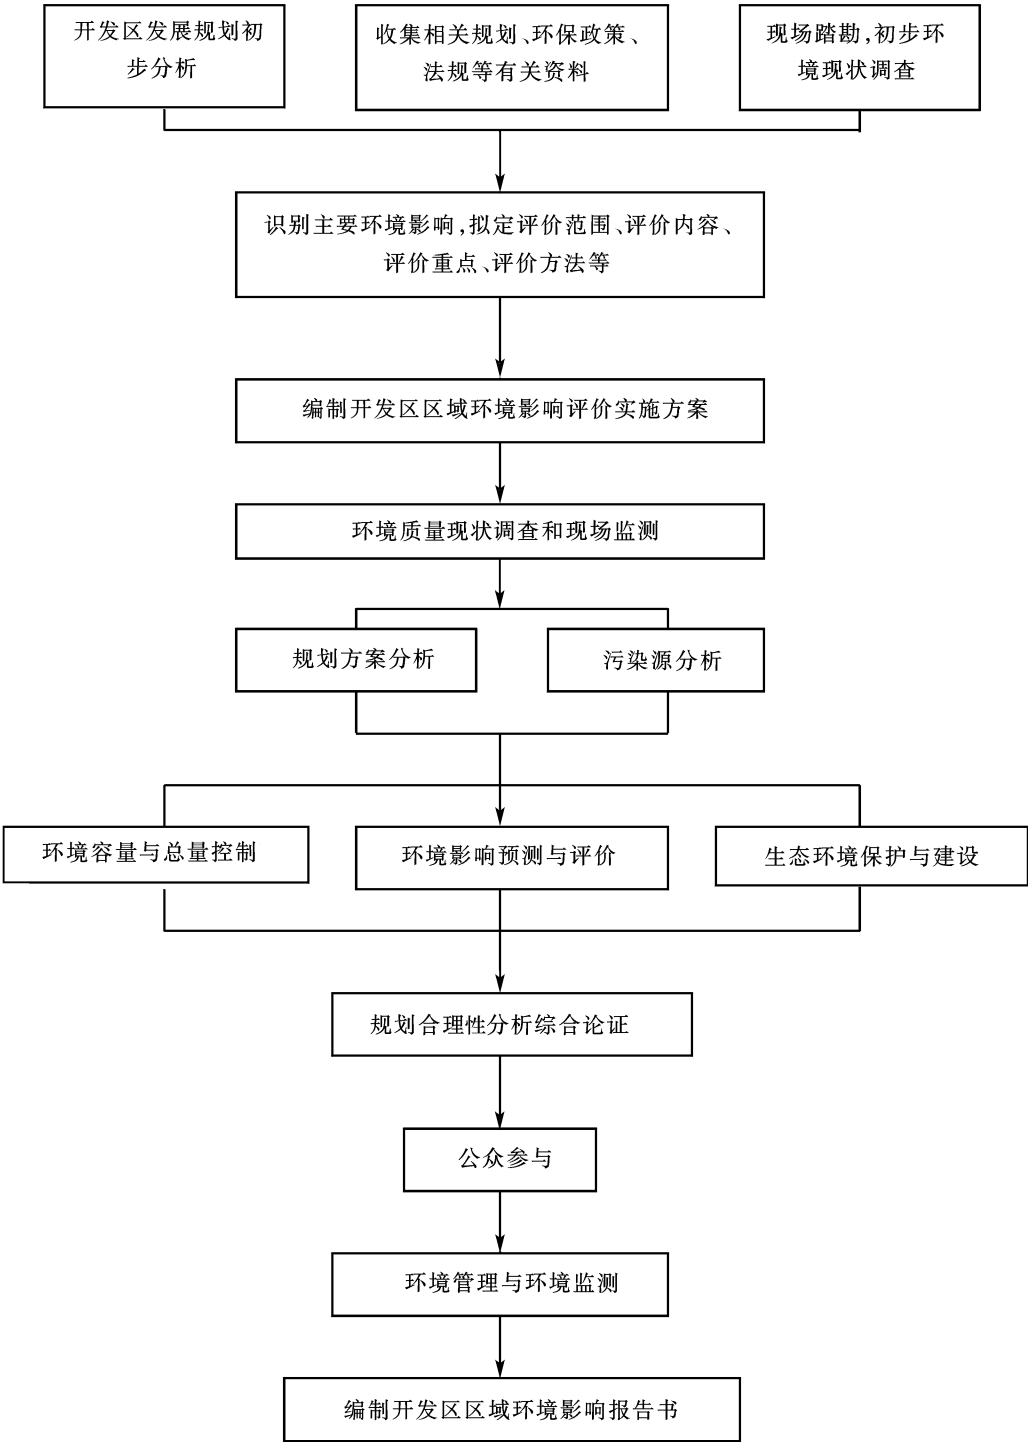 开发区发展规划初
步分析
收集相关规划、环保政策、
法规等有关资料
现场踏勘,初步环
境现状调查
识别主要环境影响,拟定评价范围、评价内容、
评价重点、评价方法等
编制开发区区域环境影响评价实施方案
环境质量现状调查和现场监测
规划方案分析
污染源分析
环境容量与总量控制
环境影响预测与评价
生态环境保护与建设
规划合理性分析综合论证
公众参与
环境管理与环境监测
编制开发区区域环境影响报告书